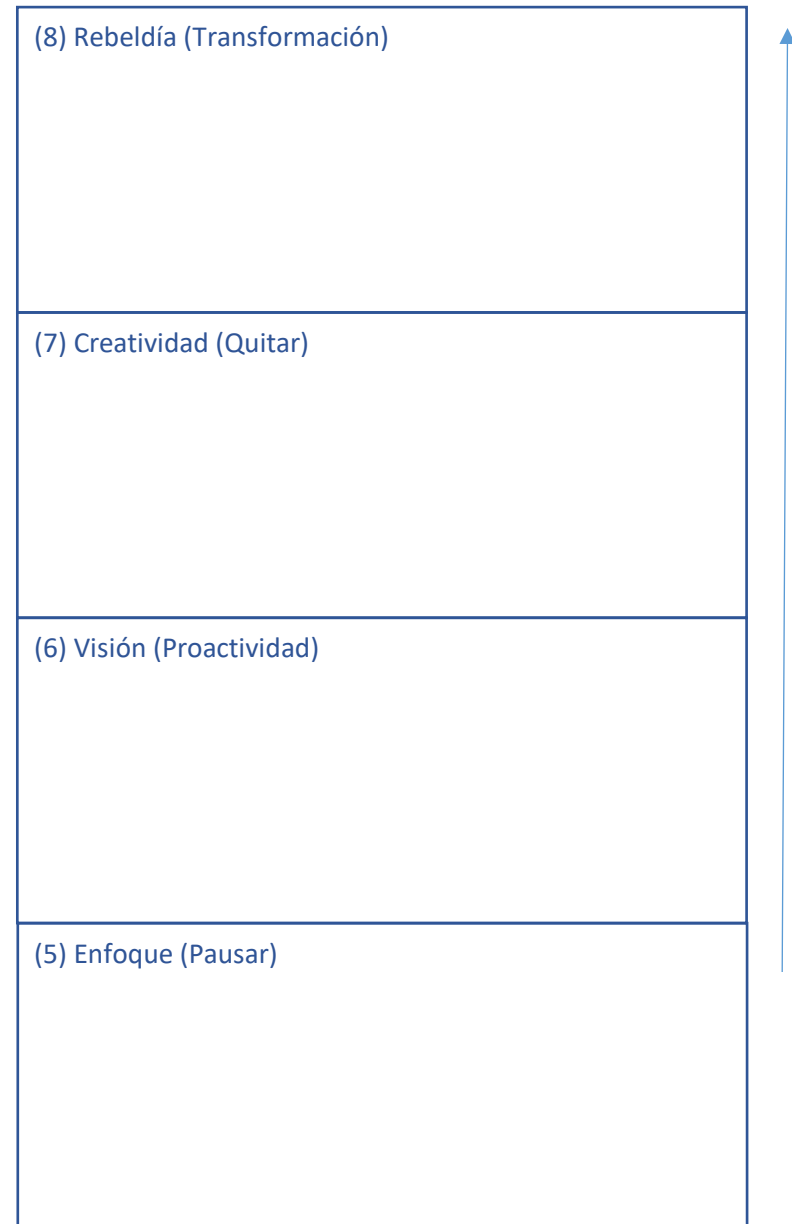 (8) Rebeldía (Transformación)
(7) Creatividad (Quitar)
(6) Visión (Proactividad)
(5) Enfoque (Pausar)